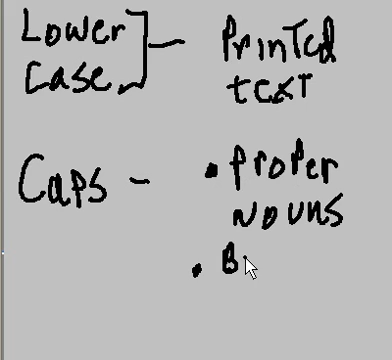 Lower
Case,] - Printed
text
Caps - • Proper
Nouns
• B